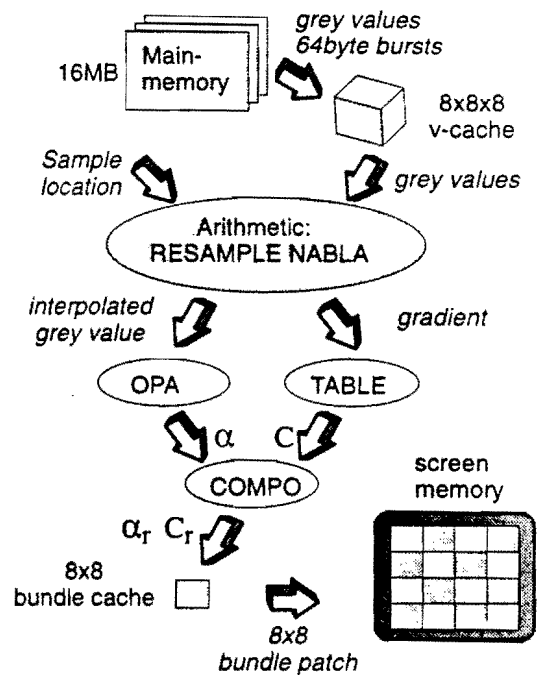 grey values
64byte bursts
16MB
Main-
memory
8x8x8
v-cache
Sample
location
grey values
Arithmetic:
RESAMPLE NABLA
interpolated
grey value
gradient
OPA
TABLE
α
C
COMPO
screen
memory
αr Cr
8x8
bundle cache
8x8
bundle patch